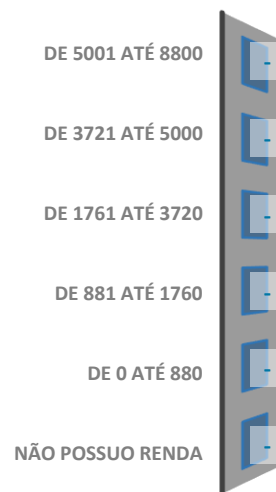 DE 5001 ATÉ 8800
DE 3721 ATÉ 5000
DE 1761 ATÉ 3720
DE 881 ATÉ 1760
DE 0 ATÉ 880
NÃO POSSUO RENDA